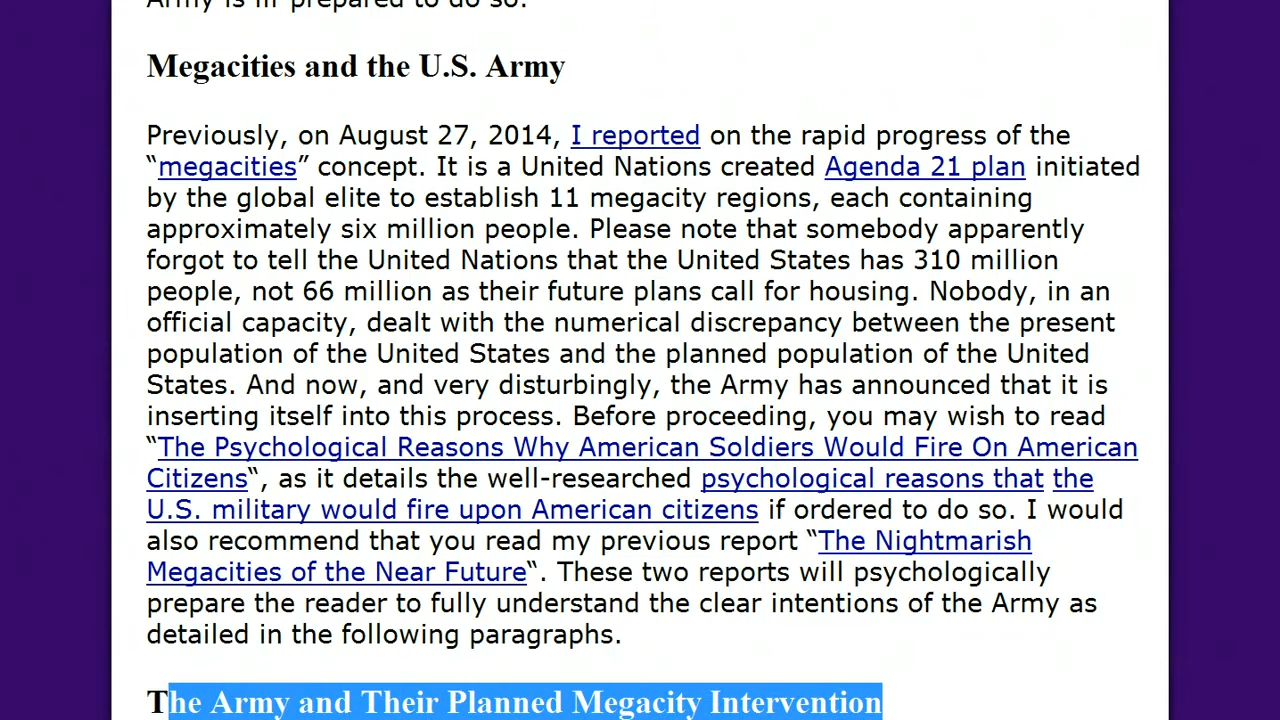 Army is ill prepared to do so.
Megacities and the U.S. Army
Previously, on August 27, 2014, I reported on the rapid progress of the
“megacities” concept. It is a United Nations created Agenda 21 plan initiated
by the global elite to establish 11 megacity regions, each containing
approximately six million people. Please note that somebody apparently
forgot to tell the United Nations that the United States has 310 million
people, not 66 million as their future plans call for housing. Nobody, in an
official capacity, dealt with the numerical discrepancy between the present
population of the United States and the planned population of the United
States. And now, and very disturbingly, the Army has announced that it is
inserting itself into this process. Before proceeding, you may wish to read
“The Psychological Reasons Why American Soldiers Would Fire On American
Citizens“, as it details the well-researched psychological reasons that the
U.S. military would fire upon American citizens if ordered to do so. I would
also recommend that you read my previous report “The Nightmarish
Megacities of the Near Future“. These two reports will psychologically
prepare the reader to fully understand the clear intentions of the Army as
detailed in the following paragraphs.
The Army and Their Planned Megacity Intervention